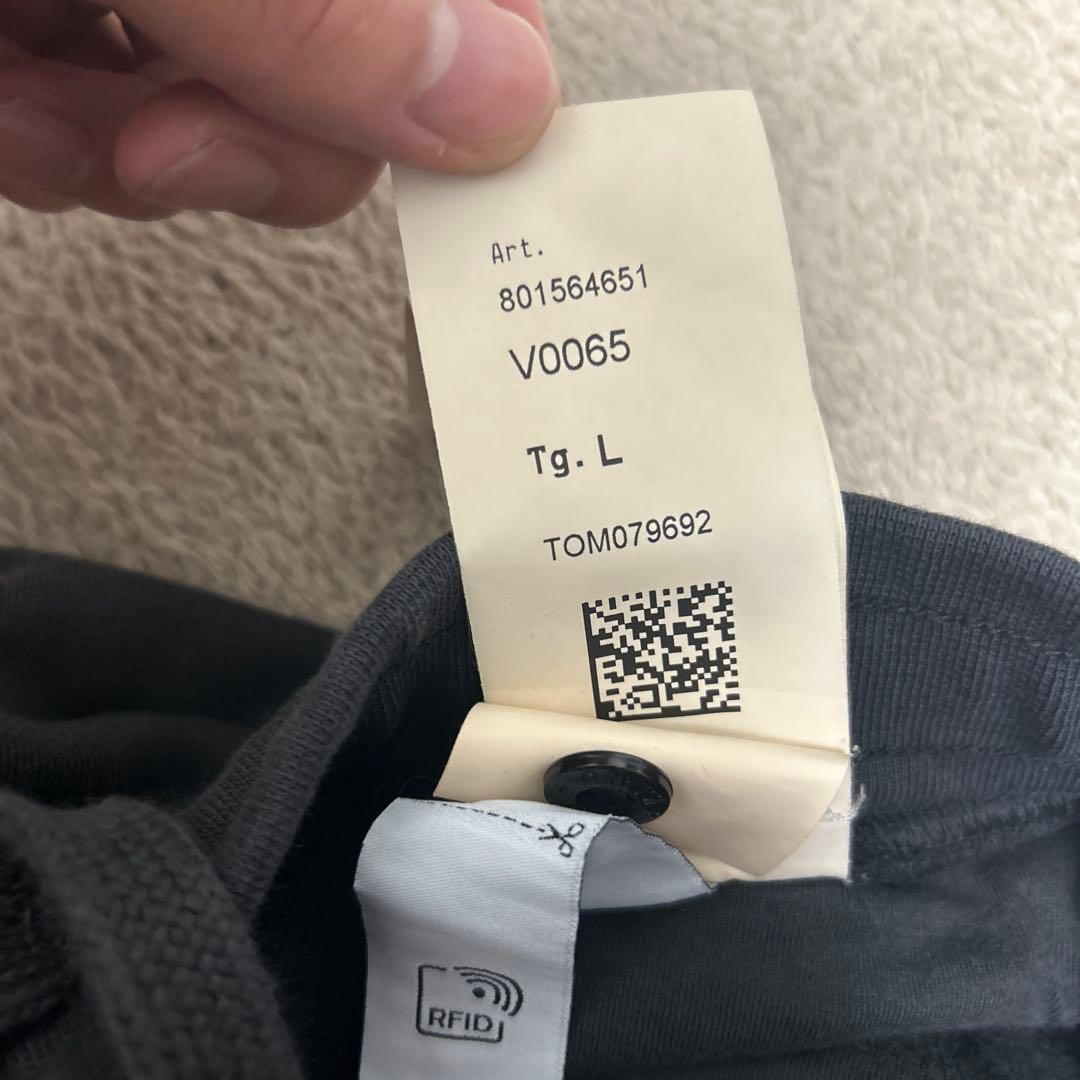 Art.
801564651
V0065
Tg. L
TOM079692
RFID